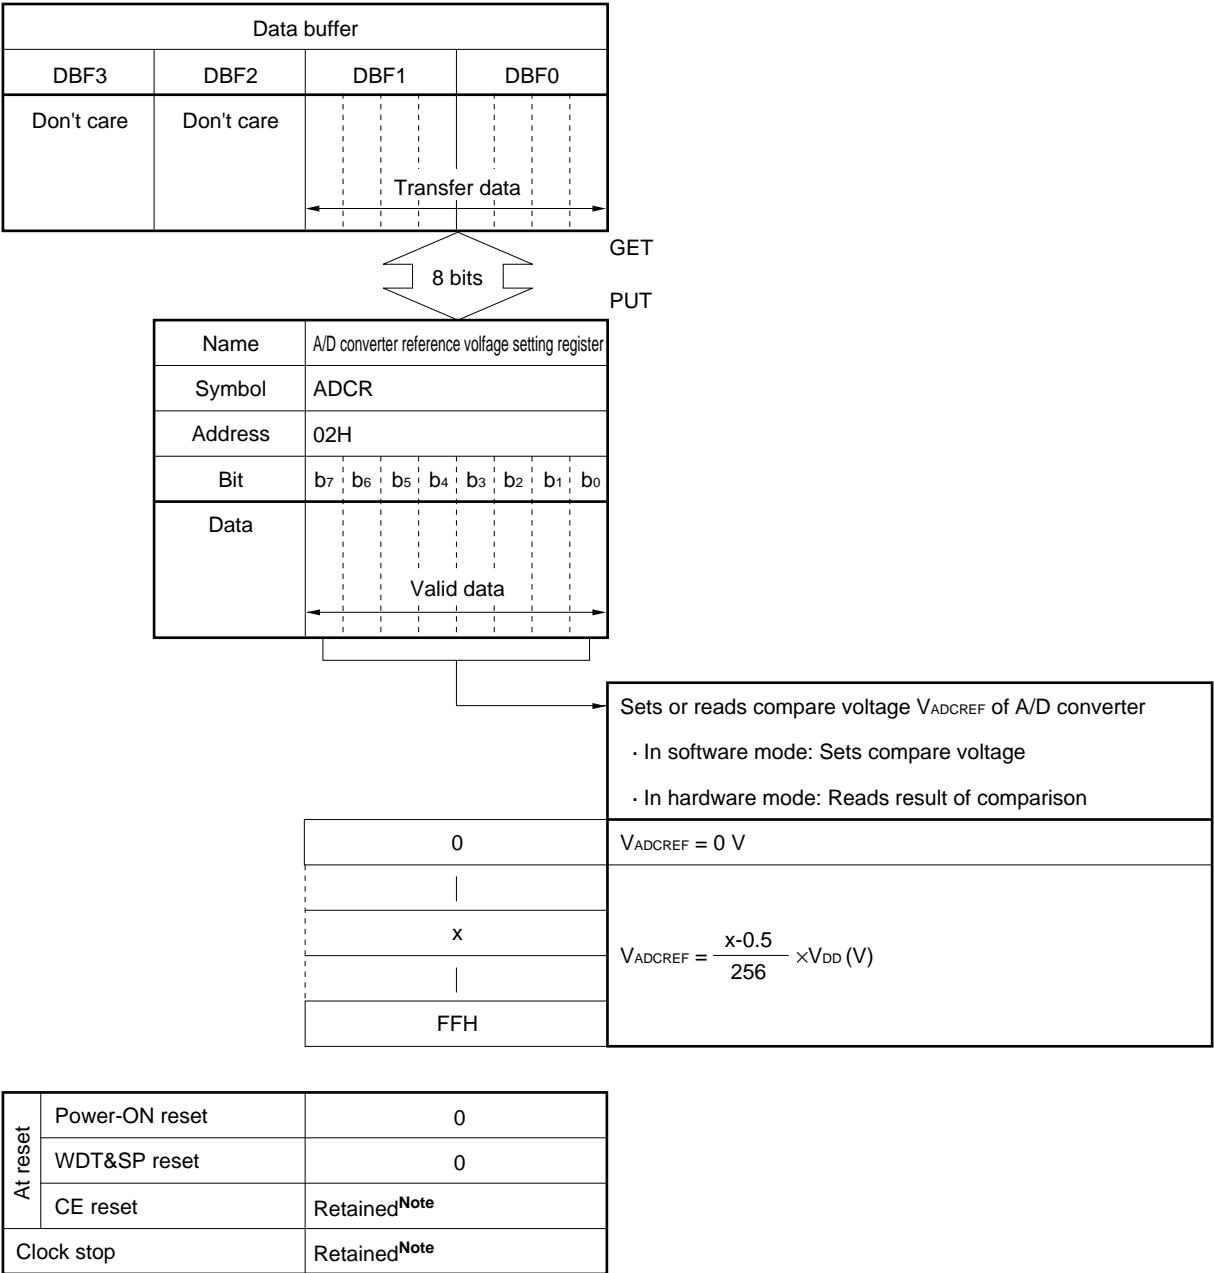 Data buffer
DBF3 DBF2 DBF1 DBF0
Don't care Don't care
Transfer data
GET
8 bits
PUT
Name A/D converter reference volfage setting register
Symbol ADCR
Address 02H
Bit b7 b6 b5 b4 b3 b2 b1 b0
Data
Valid data
Sets or reads compare voltage VADCREF of A/D converter
· In software mode: Sets compare voltage
· In hardware mode: Reads result of comparison
0 VADCREF = 0 V
x
VADCREF = x-0.5 / 256 ×VDD (V)
FFH
At reset
Power-ON reset 0
WDT&SP reset 0
CE reset RetainedNote
Clock stop RetainedNote